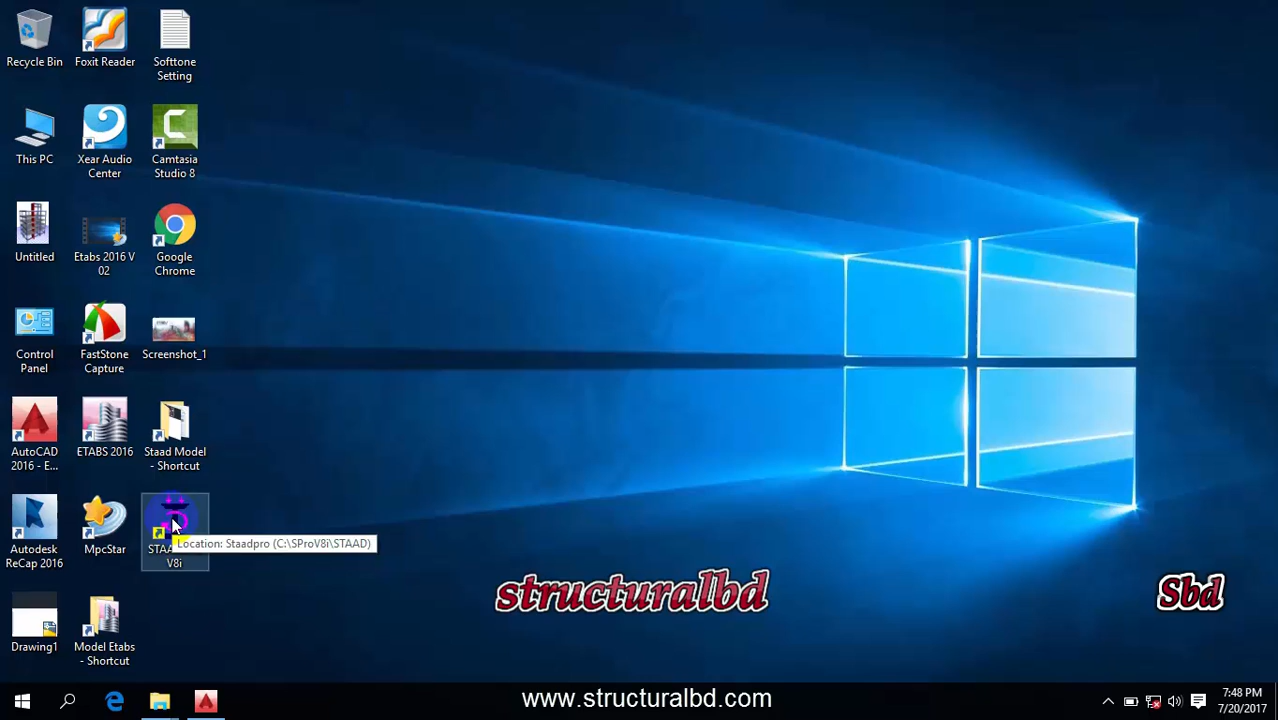 Recycle Bin
Foxit Reader
Softtone
Setting
This PC
Xear Audio
Center
Camtasia
Studio 8
Untitled
Etabs 2016 V
02
Google
Chrome
Control
Panel
FastStone
Capture
Screenshot_1
AutoCAD
2016 - E...
ETABS 2016
Staad Model
- Shortcut
Autodesk
ReCap 2016
MpcStar
V8i
Location: Staadpro (C:\SProV8i\STAAD)
Drawing1
Model Etabs
- Shortcut
structuralbd
Sbd
www.structuralbd.com
7:48 PM
7/20/2017